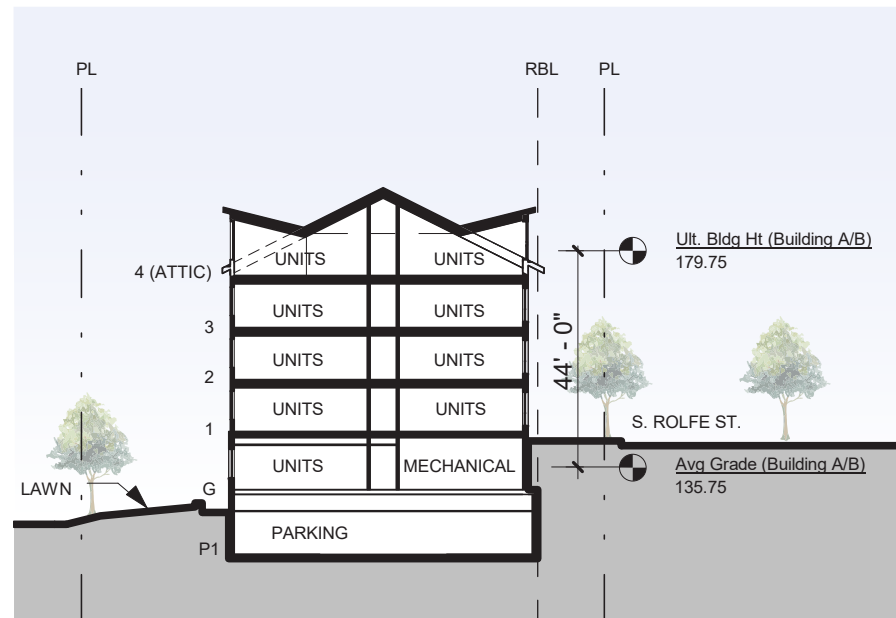 PL
RBL
PL
Ult. Bldg Ht (Building A/B)
179.75
UNITS
UNITS
4 (ATTIC)
UNITS
UNITS
3
44' - 0"
UNITS
UNITS
2
UNITS
UNITS
1
S. ROLFE ST.
UNITS
MECHANICAL
Avg Grade (Building A/B)
135.75
LAWN
G
PARKING
P1